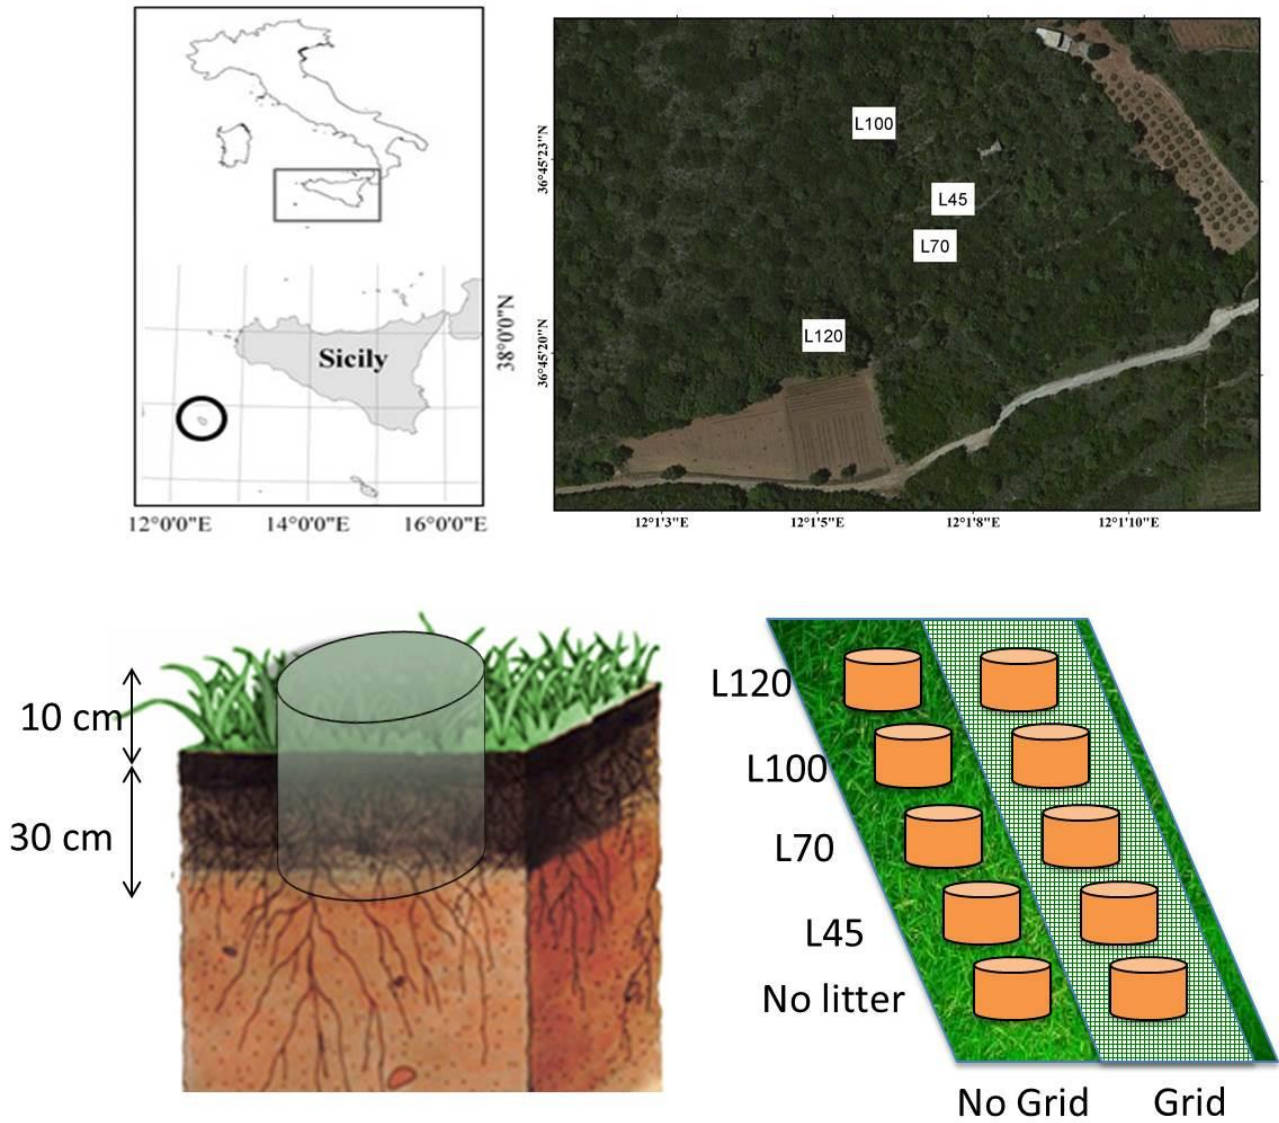 Sicily
38°0'0"N
12°0'0"E 14°0'0"E 16°0'0"E
L100
L45
L70
L120
36°45'23"N
36°45'20"N
12°1'3"E 12°1'5"E 12°1'8"E 12°1'10"E
10 cm
30 cm
L120
L100
L70
L45
No litter
No Grid Grid